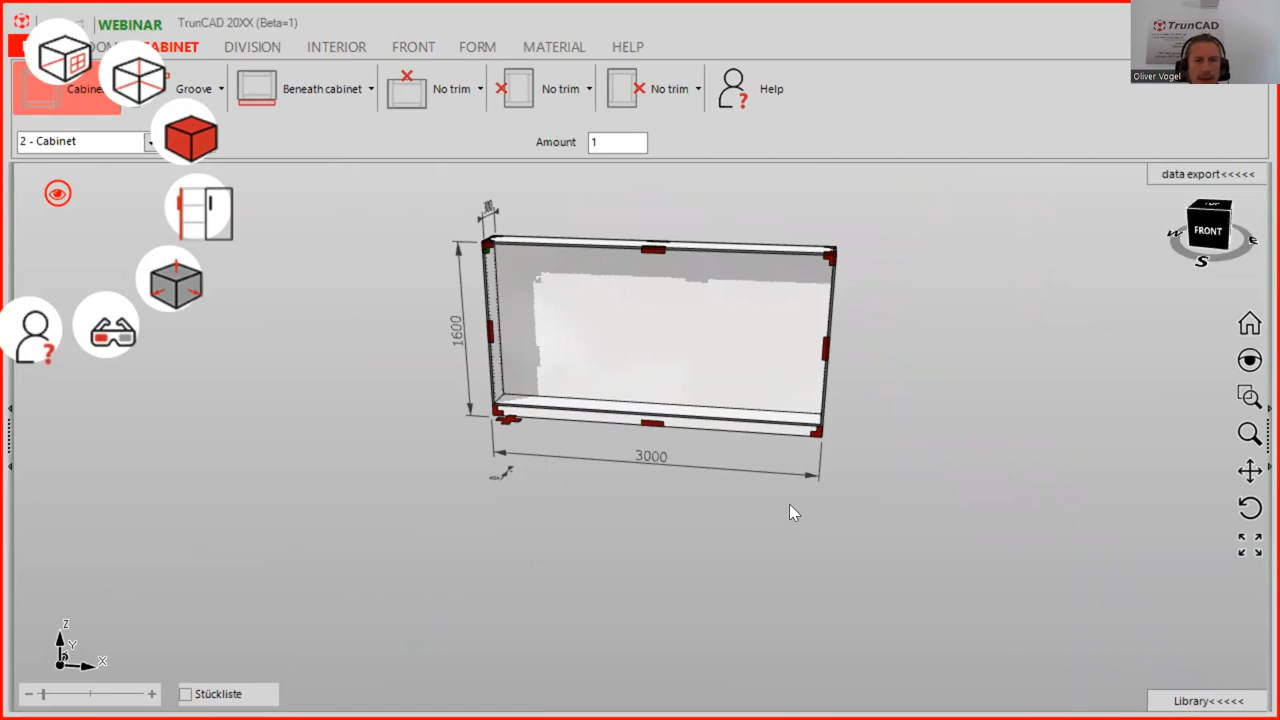 WEBINAR
TrunCAD 20XX (Beta=1)
CABINET
DIVISION
INTERIOR
FRONT
FORM
MATERIAL
HELP
Groove
Beneath cabinet
No trim
No trim
No trim
Help
2 - Cabinet
Amount
1
TrunCAD
Oliver Vogel
data export<<<<<
TOP
FRONT
W
S
E
1600
3000
Z
Y
X
Stückliste
Library<<<<<